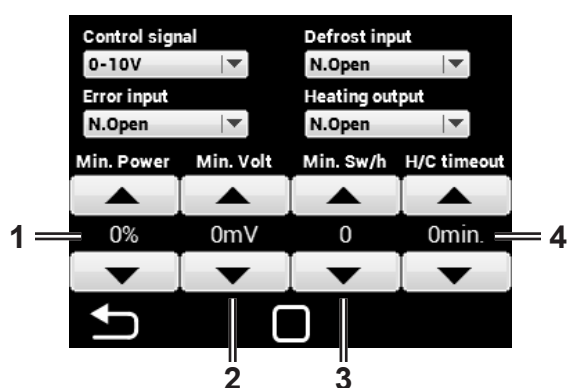 Control signal Defrost input
0-10V N.Open
Error input Heating output
N.Open N.Open
Min. Power Min. Volt Min. Sw/h H/C timeout
1 0% 0mV 0 0min. 4
2 3